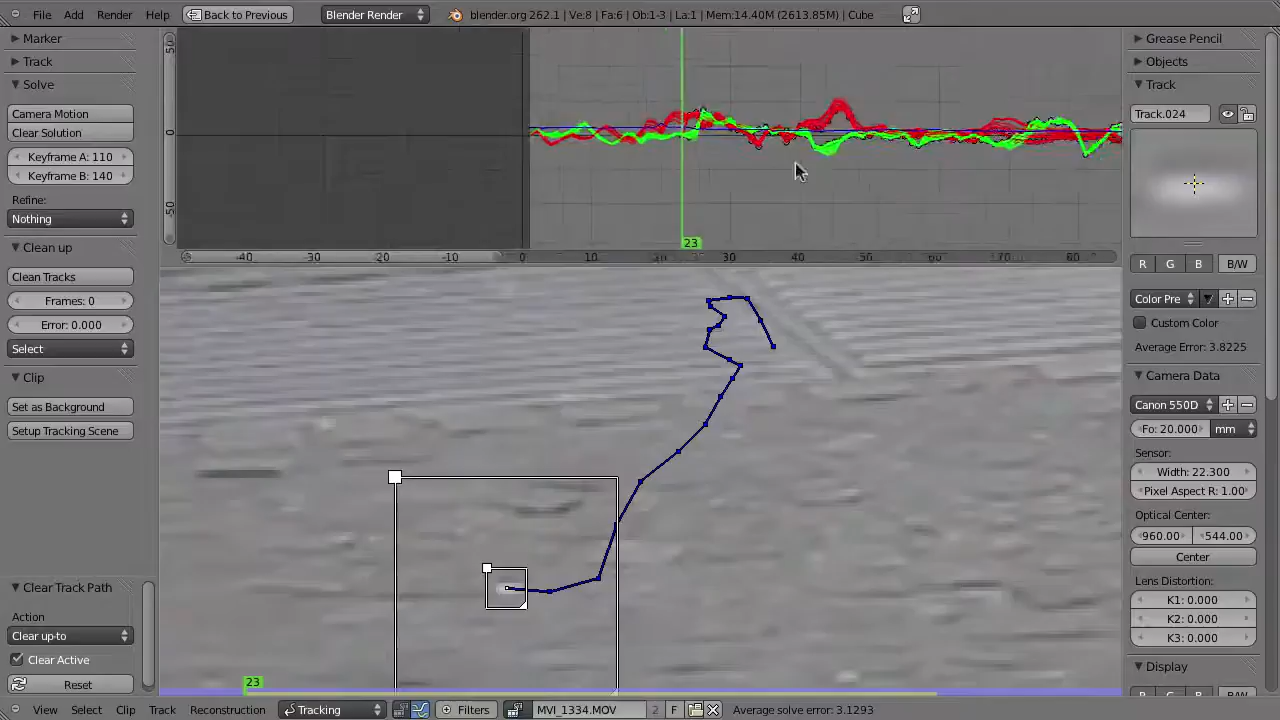 File Add Render Help Back to Previous Blender Render blender.org 262.1 | Ve:8 | Fa:6 | Ob:1-3 | La:1 | Mem:14.40M (2613.85M) | Cube
Marker
Track
Solve
Camera Motion
Clear Solution
Keyframe A: 110
Keyframe B: 140
Refine:
Nothing
Clean up
Clean Tracks
Frames: 0
Error: 0.000
Select
Clip
Set as Background
Setup Tracking Scene
Clear Track Path
Action
Clear up-to
Clear Active
Reset
50
0
-50
23
-40 -30 -20 -10 0 10 20 30 40 50 60 70 80
23
Grease Pencil
Objects
Track
Track.024
R G B B/W
Color Pre
Custom Color
Average Error: 3.8225
Camera Data
Canon 550D
Fo: 20.000 mm
Sensor:
Width: 22.300
Pixel Aspect R: 1.00
Optical Center:
960.00 544.00
Center
Lens Distortion:
K1: 0.000
K2: 0.000
K3: 0.000
Display
R G B B/W
View Select Clip Track Reconstruction Tracking Filters MVI_1334.MOV 2 F Average solve error: 3.1293